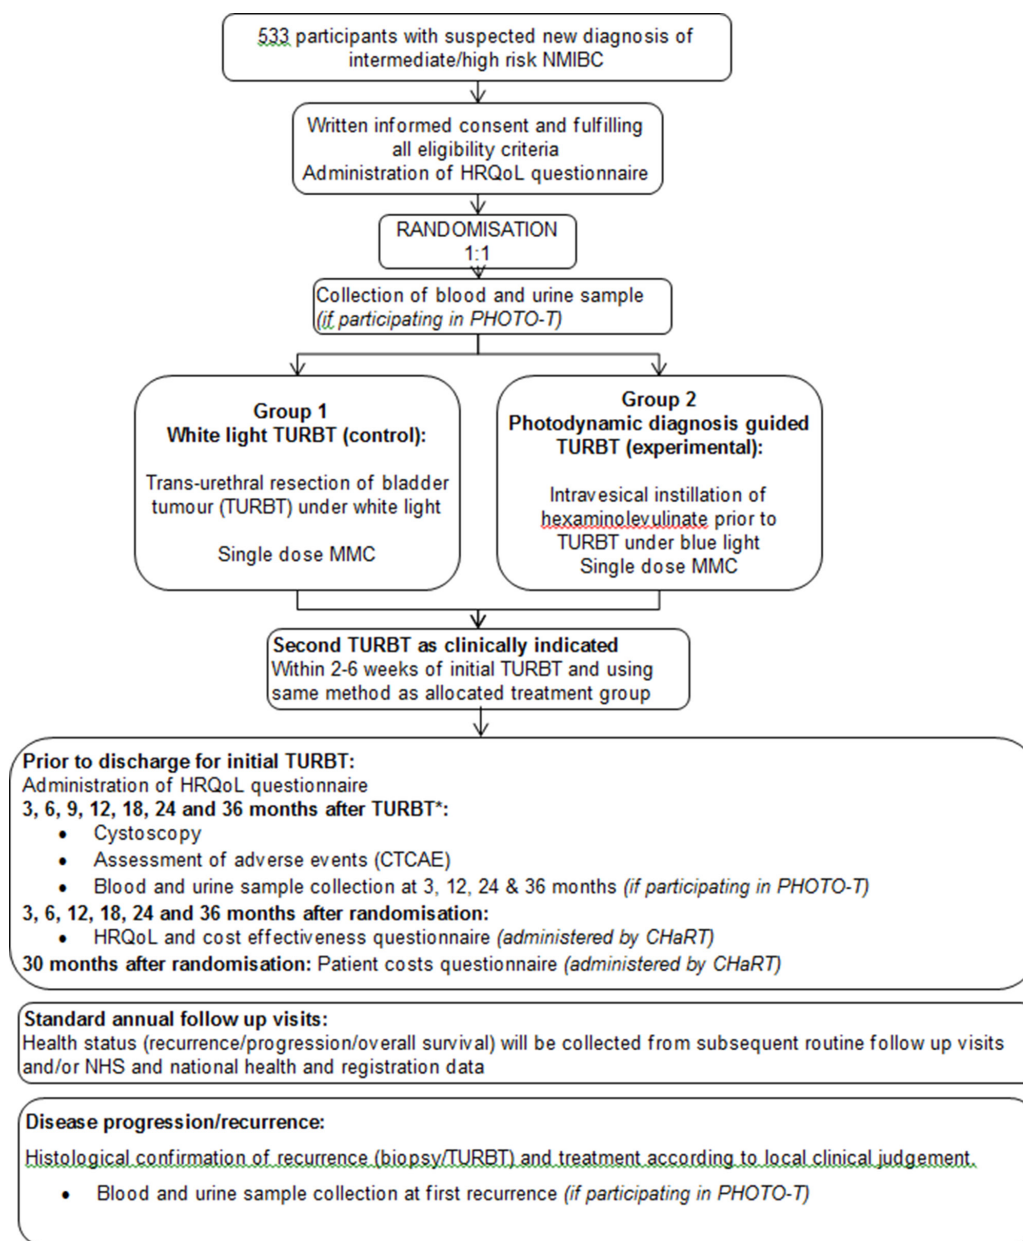 533 participants with suspected new diagnosis of
intermediate/high risk NMIBC
Written informed consent and fulfilling
all eligibility criteria
Administration of HRQoL questionnaire
RANDOMISATION
1:1
Collection of blood and urine sample
(if participating in PHOTO-T)
Group 1
White light TURBT (control):
Trans-urethral resection of bladder
tumour (TURBT) under white light
Single dose MMC
Group 2
Photodynamic diagnosis guided
TURBT (experimental):
Intravesical instillation of
hexaminolevulinate prior to
TURBT under blue light
Single dose MMC
Second TURBT as clinically indicated
Within 2-6 weeks of initial TURBT and using
same method as allocated treatment group
Prior to discharge for initial TURBT:
Administration of HRQoL questionnaire
3, 6, 9, 12, 18, 24 and 36 months after TURBT*:
• Cystoscopy
• Assessment of adverse events (CTCAE)
• Blood and urine sample collection at 3, 12, 24 & 36 months (if participating in PHOTO-T)
3, 6, 12, 18, 24 and 36 months after randomisation:
• HRQoL and cost effectiveness questionnaire (administered by CHaRT)
30 months after randomisation: Patient costs questionnaire (administered by CHaRT)
Standard annual follow up visits:
Health status (recurrence/progression/overall survival) will be collected from subsequent routine follow up visits
and/or NHS and national health and registration data
Disease progression/recurrence:
Histological confirmation of recurrence (biopsy/TURBT) and treatment according to local clinical judgement.
• Blood and urine sample collection at first recurrence (if participating in PHOTO-T)